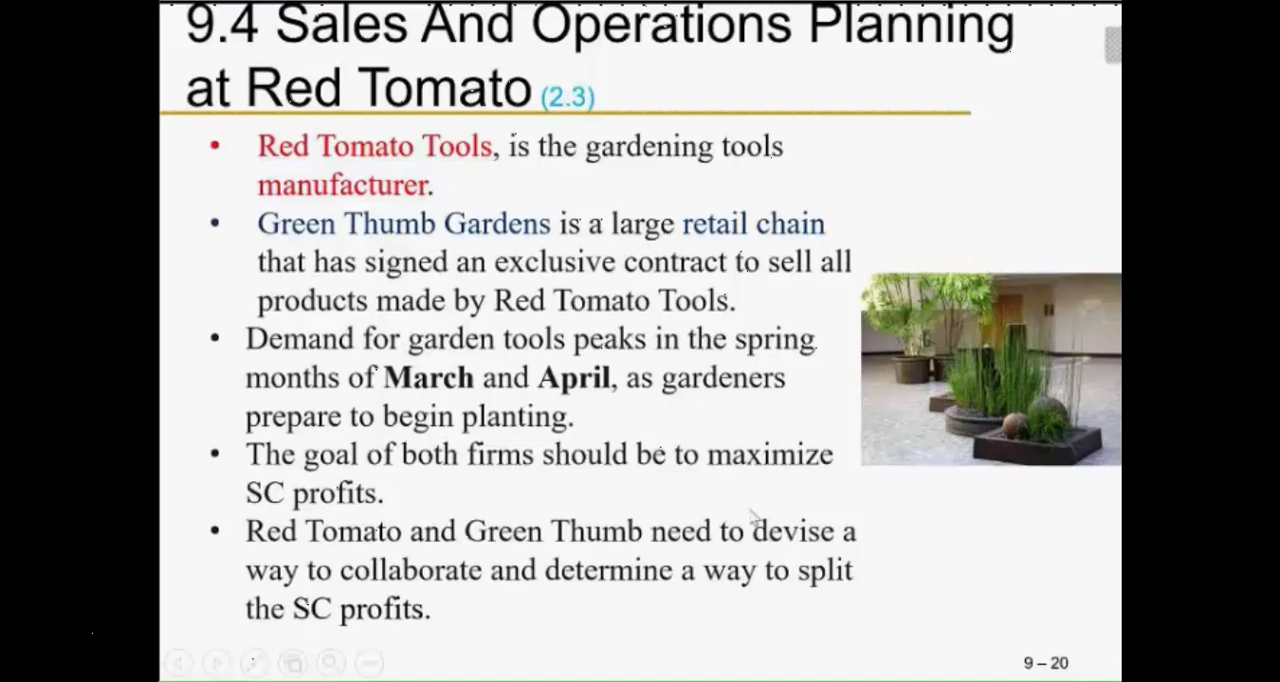 9.4 Sales And Operations Planning
at Red Tomato (2.3)
• Red Tomato Tools, is the gardening tools
manufacturer.
• Green Thumb Gardens is a large retail chain
that has signed an exclusive contract to sell all
products made by Red Tomato Tools.
• Demand for garden tools peaks in the spring
months of March and April, as gardeners
prepare to begin planting.
• The goal of both firms should be to maximize
SC profits.
• Red Tomato and Green Thumb need to devise a
way to collaborate and determine a way to split
the SC profits.
9 – 20